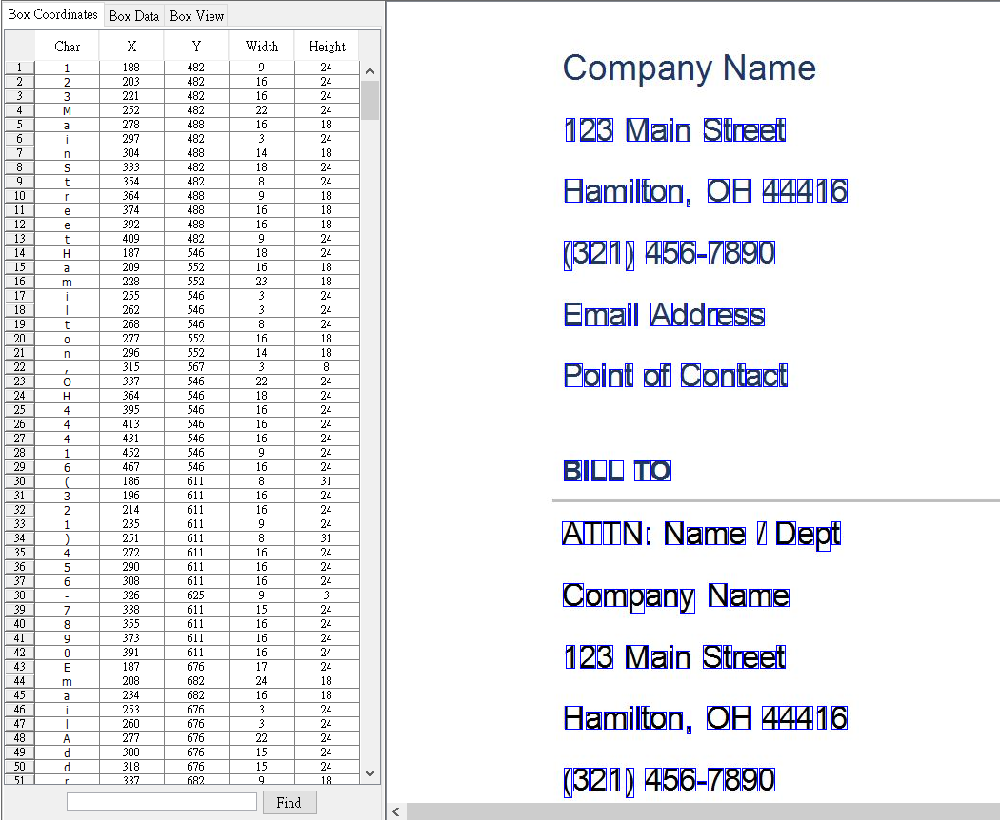 Box Coordinates Box Data Box View
Char X Y Width Height
1 1 188 482 9 24
2 2 203 482 16 24
3 3 221 482 16 24
4 M 252 482 22 24
5 a 278 488 16 18
6 i 297 482 3 24
7 n 304 488 14 18
8 S 333 482 18 24
9 t 354 482 8 24
10 r 364 488 9 18
11 e 374 488 16 18
12 e 392 488 16 18
13 t 409 482 9 24
14 H 187 546 18 24
15 a 209 552 16 18
16 m 228 552 23 18
17 i 255 546 3 24
18 l 262 546 3 24
19 t 268 546 8 24
20 o 277 552 16 18
21 n 296 552 14 18
22 , 315 567 3 8
23 O 337 546 22 24
24 H 364 546 18 24
25 4 395 546 16 24
26 4 413 546 16 24
27 4 431 546 16 24
28 1 452 546 9 24
29 6 467 546 16 24
30 ( 186 611 8 31
31 3 196 611 16 24
32 2 214 611 16 24
33 1 235 611 9 24
34 ) 251 611 8 31
35 4 272 611 16 24
36 5 290 611 16 24
37 6 308 611 16 24
38 - 326 625 9 3
39 7 338 611 15 24
40 8 355 611 16 24
41 9 373 611 16 24
42 0 391 611 16 24
43 E 187 676 17 24
44 m 208 682 24 18
45 a 234 682 16 18
46 i 253 676 3 24
47 l 260 676 3 24
48 A 277 676 22 24
49 d 300 676 15 24
50 d 318 676 15 24
51 r 337 682 9 18
Find
Company Name
123 Main Street
Hamilton, OH 44416
(321) 456-7890
Email Address
Point of Contact
BILL TO
ATTN: Name / Dept
Company Name
123 Main Street
Hamilton, OH 44416
(321) 456-7890